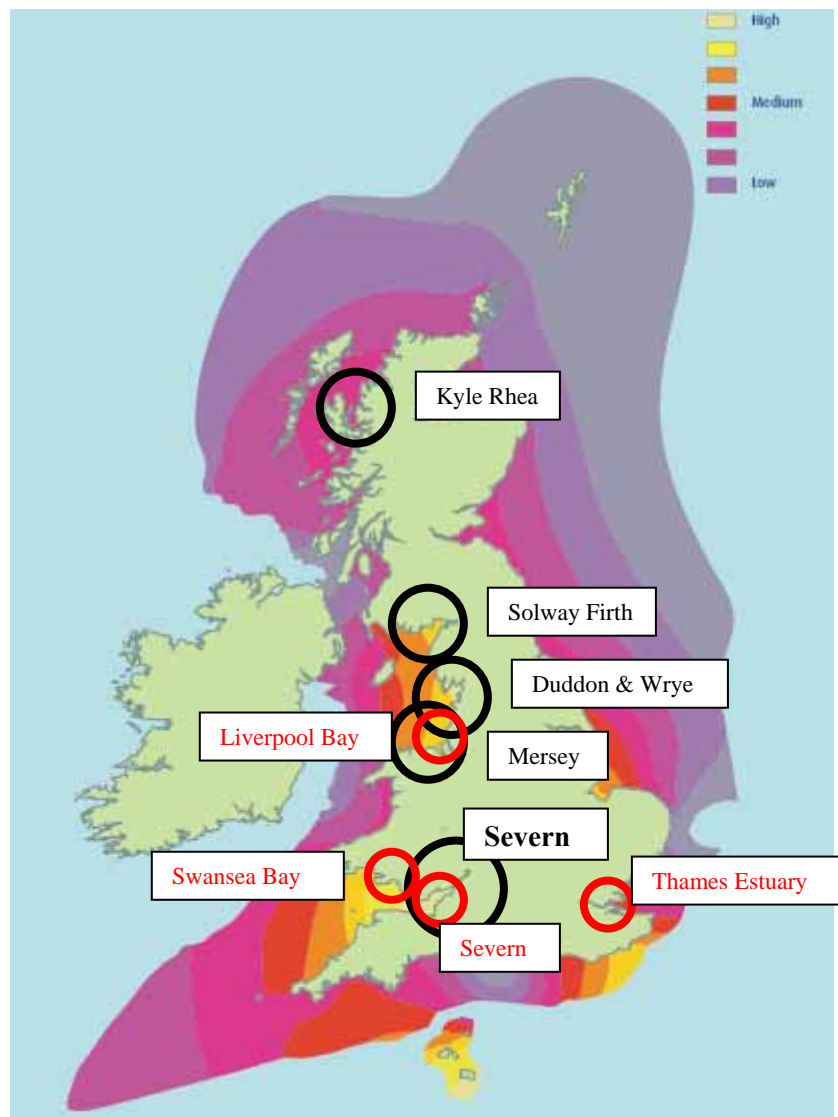 High
Medium
Low
Kyle Rhea
Solway Firth
Duddon & Wrye
Liverpool Bay
Mersey
Severn
Swansea Bay
Thames Estuary
Severn